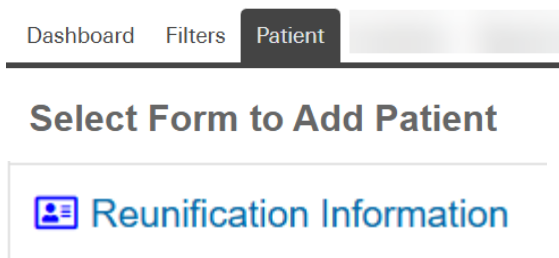 Dashboard Filters Patient
Select Form to Add Patient
Reunification Information